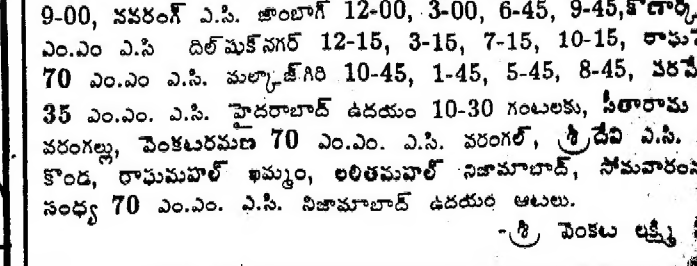 9-00, నవరంగ్ ఎ.సి. జాంబాగ్ 12-00, 3-00, 6-45, 9-45, కోణార్క్
ఎం.ఎం ఎ.సి దిల్‌షుక్‌నగర్ 12-15, 3-15, 7-15, 10-15, రాఘ
70 ఎం.ఎం ఎ.సి. మల్కాజ్‌గిరి 10-45, 1-45, 5-45, 8-45,
35 ఎం.ఎం. ఎ.సి. హైదరాబాద్ ఉదయం 10-30 గంటలకు, సీతారామ
వరంగల్లు, వెంకటరమణ 70 ఎం.ఎం. ఎ.సి. వరంగల్, శ్రీదేవి ఎ.సి.
కొండ, రాఘమహల్ ఖమ్మం, లలితమహల్ నిజామాబాద్, సోమవారం
సంధ్య 70 ఎం.ఎం. ఎ.సి. నిజామాబాద్ ఉదయం ఆటలు.
-శ్రీ వెంకట లక్ష్మి